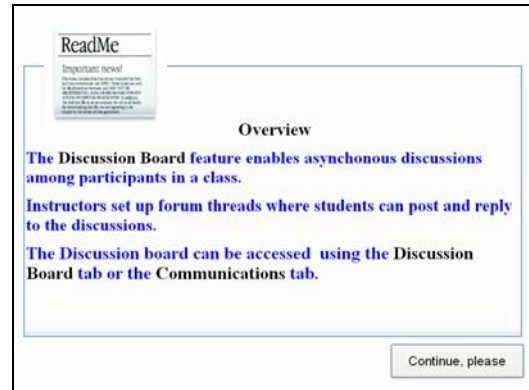 ReadMe
Important news!
Overview
The Discussion Board feature enables asynchonous discussions
among participants in a class.
Instructors set up forum threads where students can post and reply
to the discussions.
The Discussion board can be accessed using the Discussion
Board tab or the Communications tab.
Continue, please